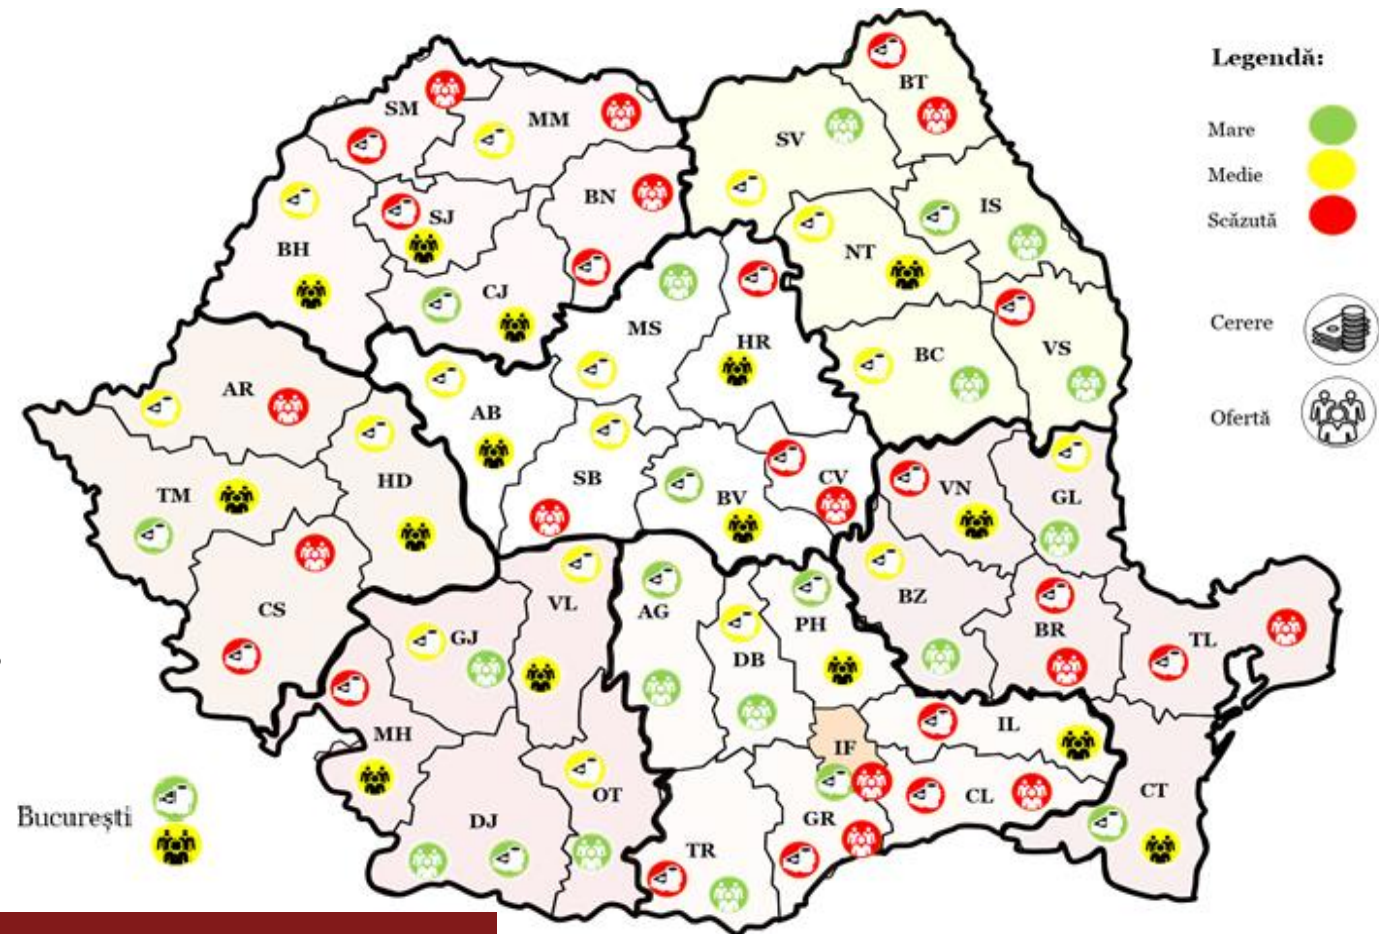 Legendă:
Mare
Medie
Scăzută
Cerere
Ofertă
SM
MM
BT
SV
BN
SJ
IS
BH
NT
CJ
MS
HR
BC
VS
AR
AB
TM
HD
SB
BV
CV
VN
GL
CS
VL
AG
PH
BZ
GJ
DB
BR
TL
MH
IF
IL
OT
CL
CT
București
DJ
GR
TR